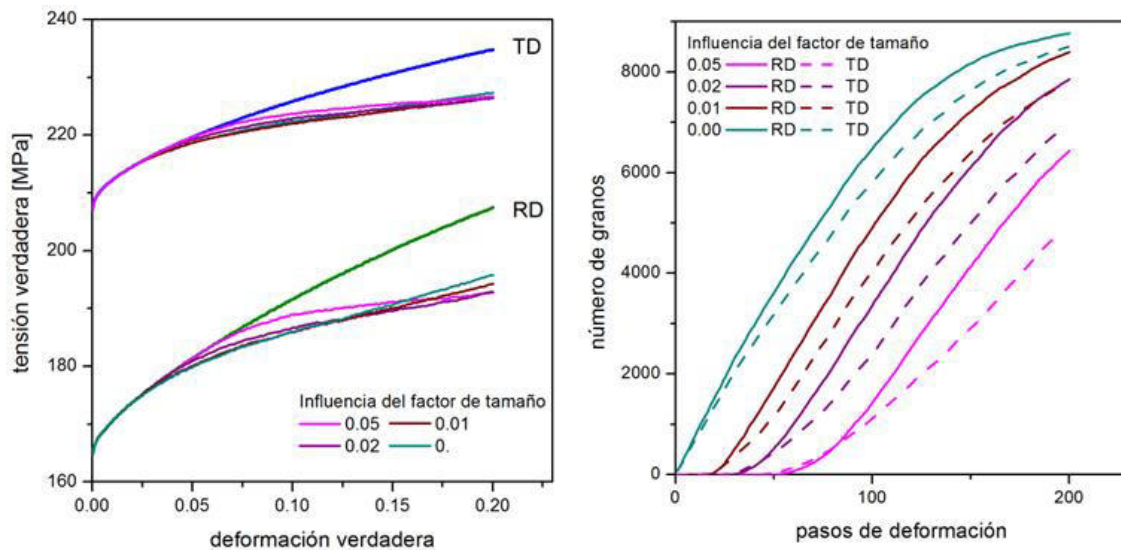 240
220
200
180
160
tensión verdadera [MPa]
TD
RD
Influencia del factor de tamaño
0.05 0.01
0.02 0.
0.00 0.05 0.10 0.15 0.20
deformación verdadera
8000
6000
4000
2000
0
número de granos
Influencia del factor de tamaño
0.05 RD TD
0.02 RD TD
0.01 RD TD
0.00 RD TD
0 100 200
pasos de deformación